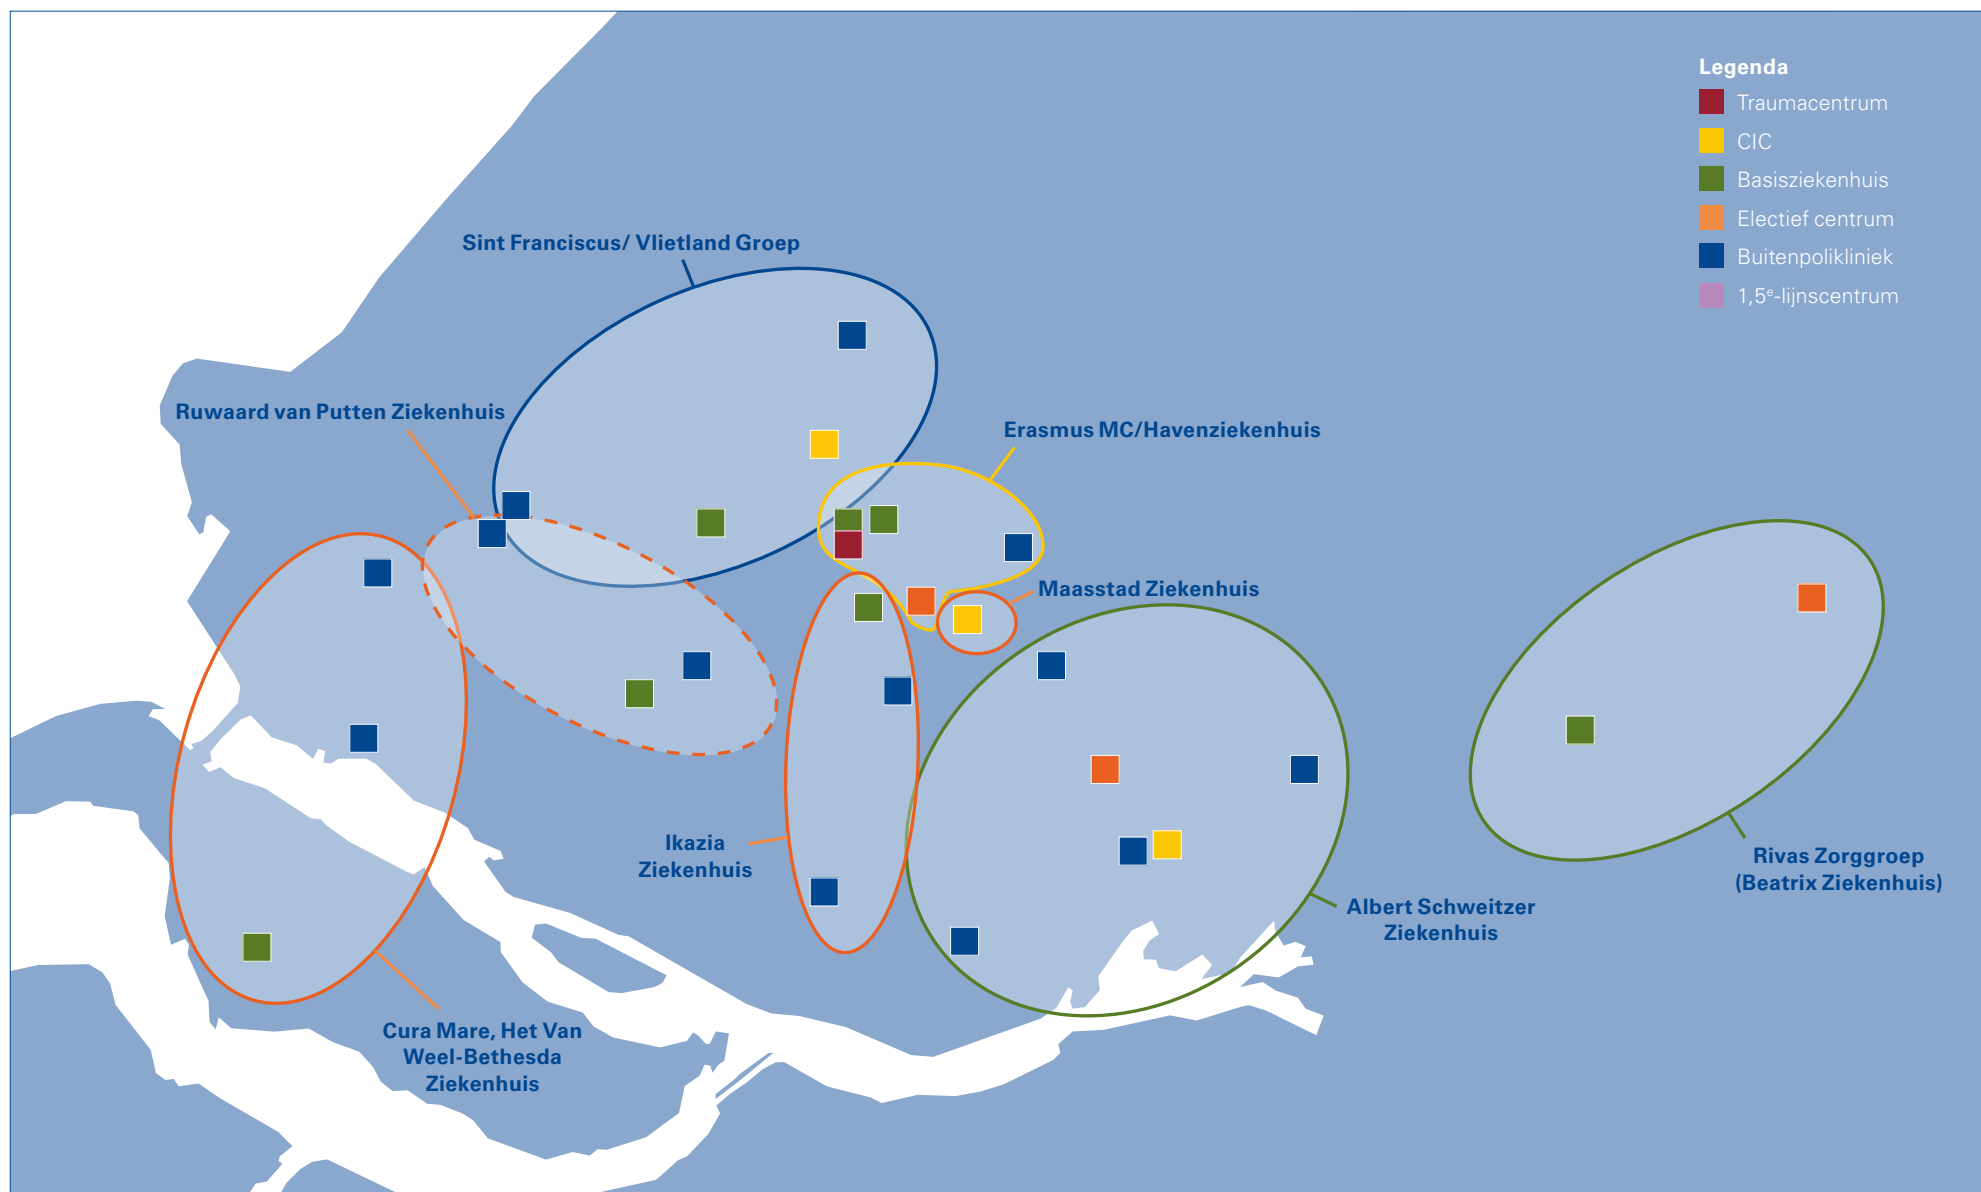 Legenda
Traumacentrum
CIC
Basisziekenhuis
Electief centrum
Buitenpolikliniek
1,5e-lijnscentrum
Sint Franciscus/ Vlietland Groep
Ruwaard van Putten Ziekenhuis
Erasmus MC/Havenziekenhuis
Maasstad Ziekenhuis
Ikazia
Ziekenhuis
Rivas Zorggroep
(Beatrix Ziekenhuis)
Albert Schweitzer
Ziekenhuis
Cura Mare, Het Van
Weel-Bethesda
Ziekenhuis